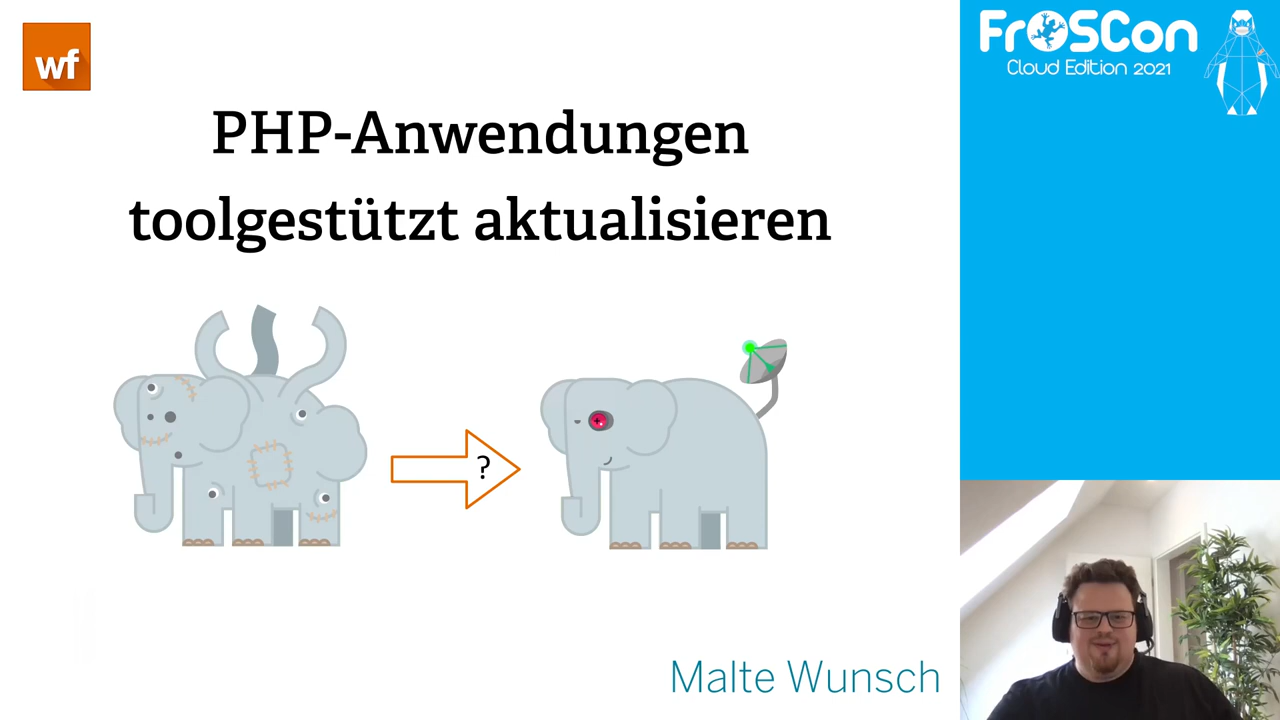 wf
PHP-Anwendungen
toolgestützt aktualisieren
?
Malte Wunsch
FrOSCon
Cloud Edition 2021